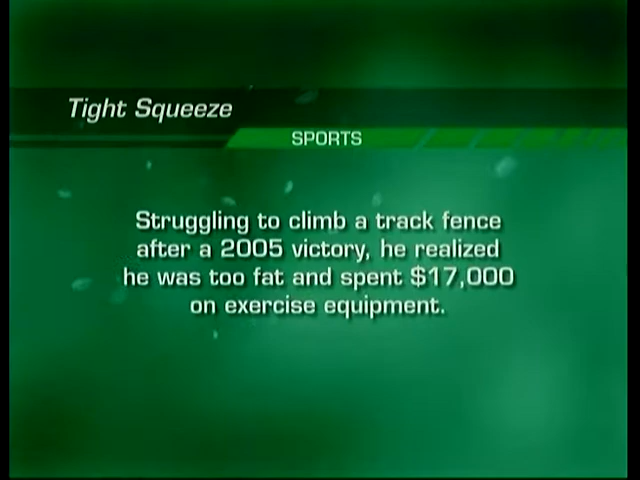 Tight Squeeze
SPORTS
Struggling to climb a track fence
after a 2005 victory, he realized
he was too fat and spent $17,000
on exercise equipment.